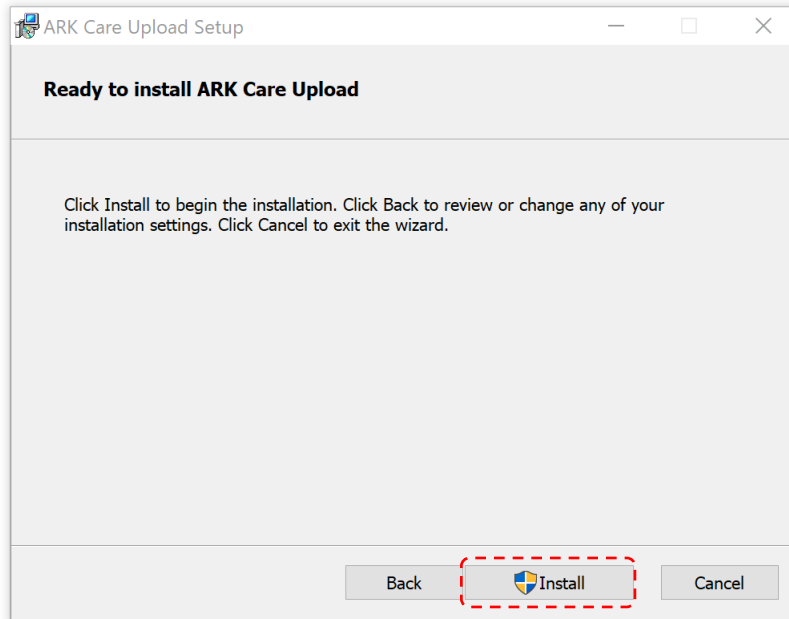 ARK Care Upload Setup
Ready to install ARK Care Upload
Click Install to begin the installation. Click Back to review or change any of your
installation settings. Click Cancel to exit the wizard.
Back Install Cancel